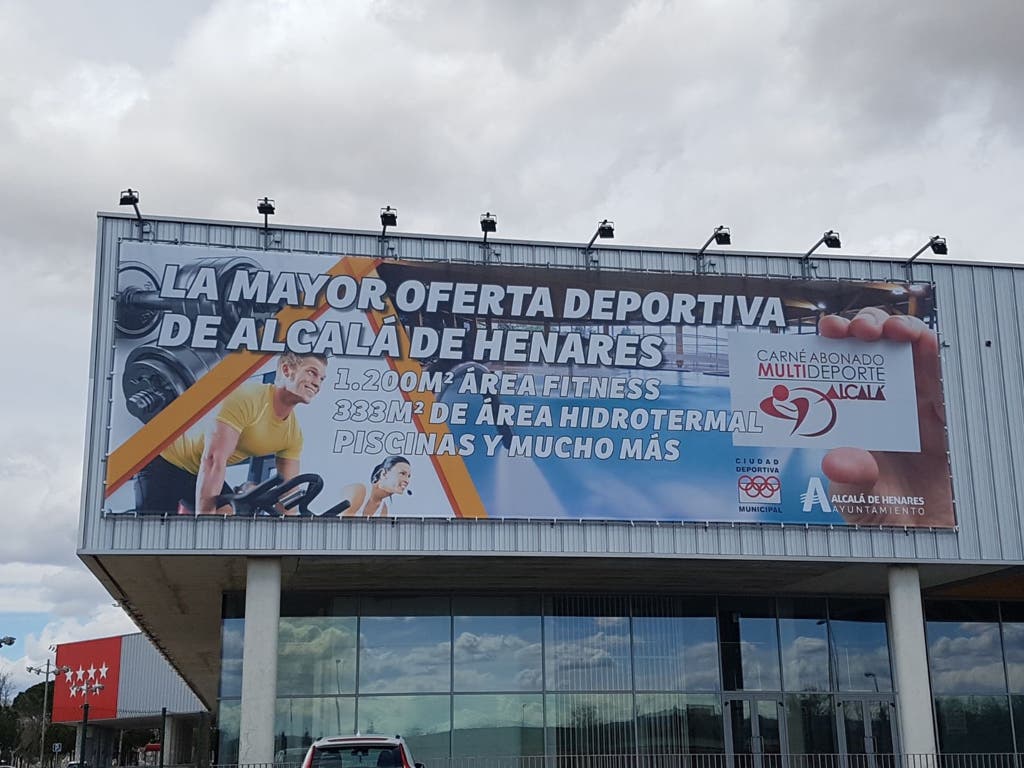 LA MAYOR OFERTA DEPORTIVA
DE ALCALÁ DE HENARES
1.200M² ÁREA FITNESS
333M² DE ÁREA HIDROTERMAL
PISCINAS Y MUCHO MÁS
CARNÉ ABONADO
MULTIDEPORTE
ALCALÁ
CIUDAD
DEPORTIVA
MUNICIPAL
ALCALÁ DE HENARES
AYUNTAMIENTO